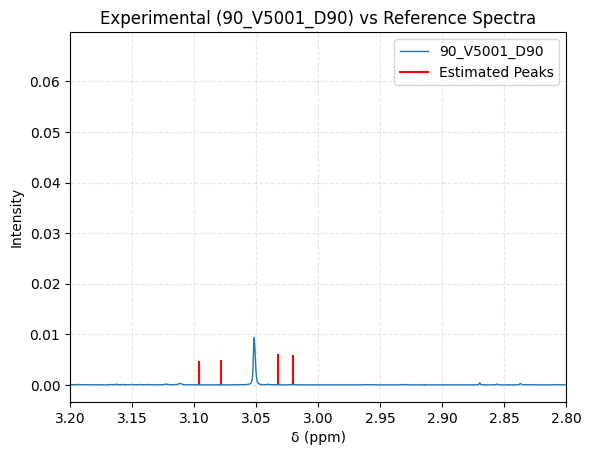 Experimental (90_V5001_D90) vs Reference Spectra
90_V5001_D90
Estimated Peaks
Intensity
0.06
0.05
0.04
0.03
0.02
0.01
0.00
3.20 3.15 3.10 3.05 3.00 2.95 2.90 2.85 2.80
δ (ppm)